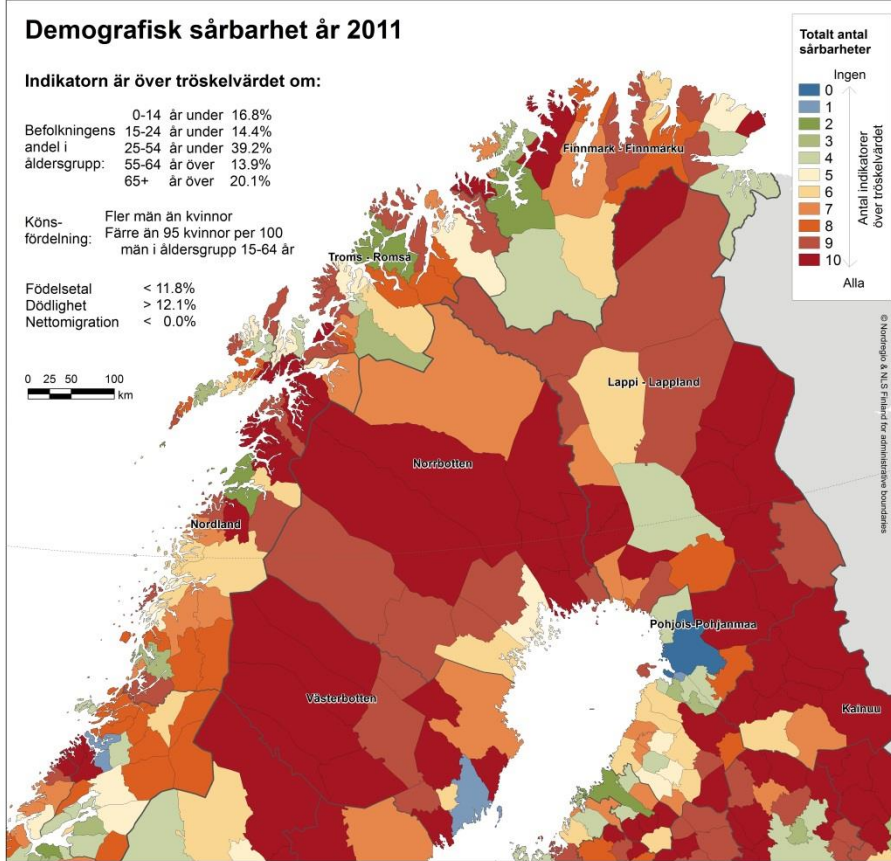 Demografisk sårbarhet år 2011
Indikatorn är över tröskelvärdet om:
Befolkningens andel i åldersgrupp:
0-14 år under 16.8%
15-24 år under 14.4%
25-54 år under 39.2%
55-64 år över 13.9%
65+ år över 20.1%
Köns-
fördelning:
Fler män än kvinnor
Färre än 95 kvinnor per 100
män i åldersgrupp 15-64 år
Födelsetal < 11.8%
Dödlighet > 12.1%
Nettomigration < 0.0%
0 25 50 100
km
Totalt antal
sårbarheter
Ingen
0
1
2
3
4
5
6
7
8
9
10
Alla
Antal indikatorer
över tröskelvärdet
© Nordregio & NLS Finland for administrative boundaries
Finnmark - Finnmárku
Troms - Romsa
Lappi - Lappland
Norrbotten
Nordland
Pohjois-Pohjanmaa
Västerbotten
Kainuu